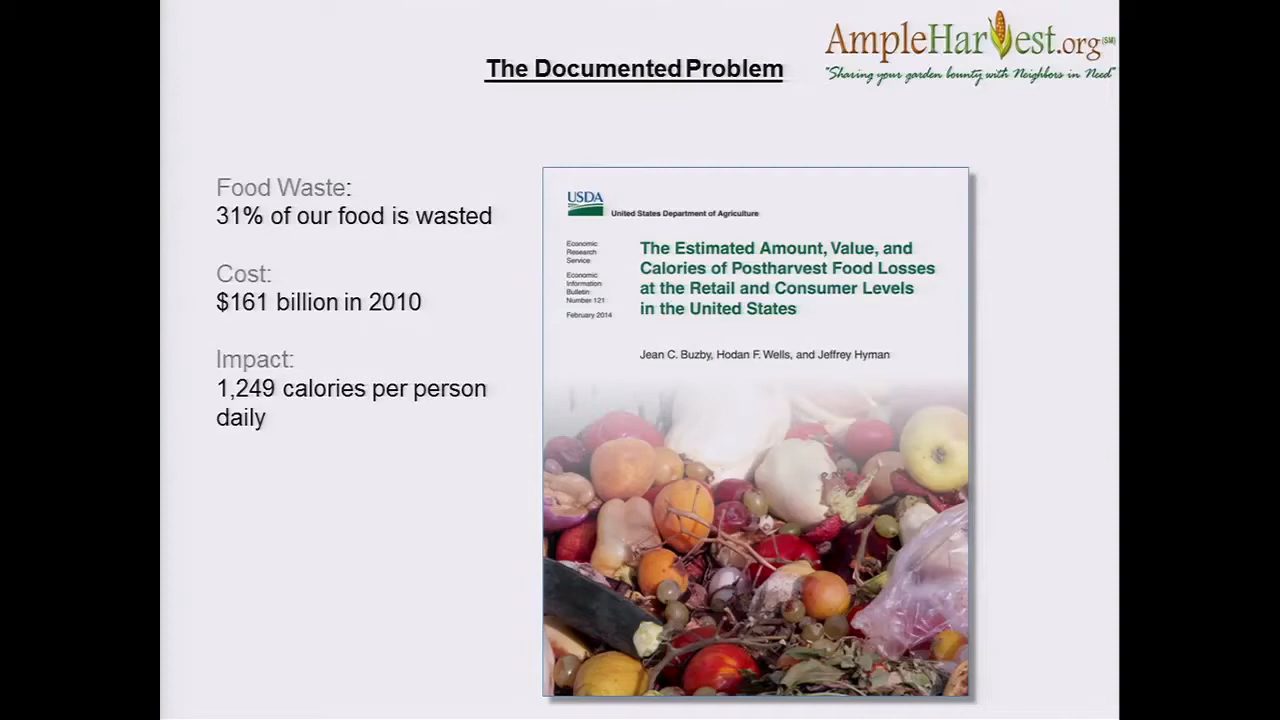 The Documented Problem
AmpleHarvest.org(SM)
"Sharing your garden bounty with Neighbors in Need"
Food Waste:
31% of our food is wasted
Cost:
$161 billion in 2010
Impact:
1,249 calories per person
daily
USDA
United States Department of Agriculture
Economic
Research
Service
Economic
Information
Bulletin
Number 121
February 2014
The Estimated Amount, Value, and
Calories of Postharvest Food Losses
at the Retail and Consumer Levels
in the United States
Jean C. Buzby, Hodan F. Wells, and Jeffrey Hyman